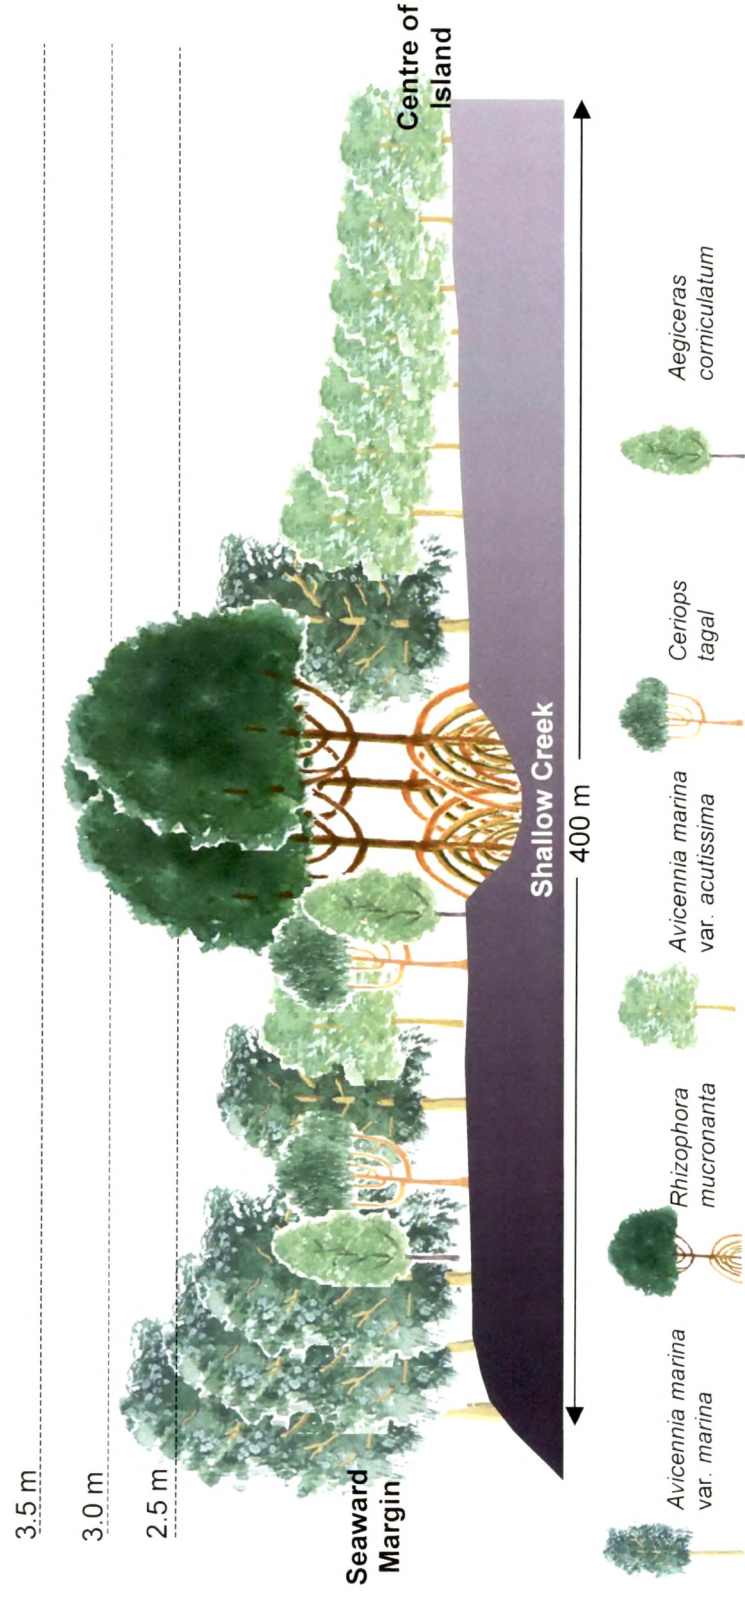 3.5 m
3.0 m
2.5 m
Seaward
Margin
Centre of
Island
Shallow Creek
400 m
Avicennia marina
var. marina
Rhizophora
mucronanta
Avicennia marina
var. acutissima
Ceriops
tagal
Aegiceras
corniculatum